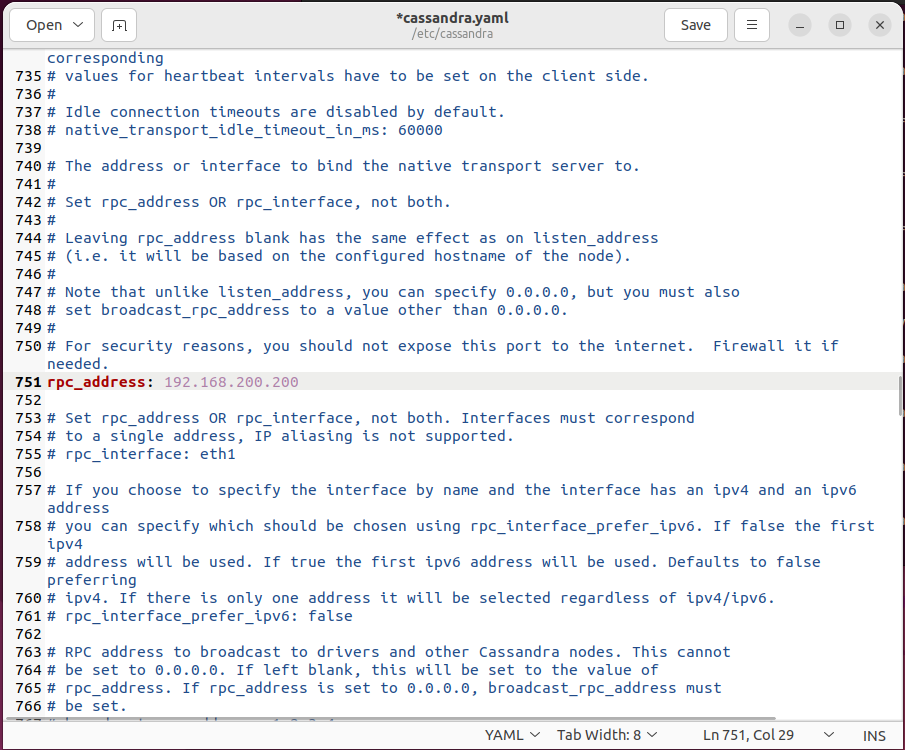 Open
*cassandra.yaml
/etc/cassandra
Save
corresponding
735 # values for heartbeat intervals have to be set on the client side.
736 #
737 # Idle connection timeouts are disabled by default.
738 # native_transport_idle_timeout_in_ms: 60000
739
740 # The address or interface to bind the native transport server to.
741 #
742 # Set rpc_address OR rpc_interface, not both.
743 #
744 # Leaving rpc_address blank has the same effect as on listen_address
745 # (i.e. it will be based on the configured hostname of the node).
746 #
747 # Note that unlike listen_address, you can specify 0.0.0.0, but you must also
748 # set broadcast_rpc_address to a value other than 0.0.0.0.
749 #
750 # For security reasons, you should not expose this port to the internet.  Firewall it if
needed.
751 rpc_address: 192.168.200.200
752
753 # Set rpc_address OR rpc_interface, not both. Interfaces must correspond
754 # to a single address, IP aliasing is not supported.
755 # rpc_interface: eth1
756
757 # If you choose to specify the interface by name and the interface has an ipv4 and an ipv6
address
758 # you can specify which should be chosen using rpc_interface_prefer_ipv6. If false the first
ipv4
759 # address will be used. If true the first ipv6 address will be used. Defaults to false
preferring
760 # ipv4. If there is only one address it will be selected regardless of ipv4/ipv6.
761 # rpc_interface_prefer_ipv6: false
762
763 # RPC address to broadcast to drivers and other Cassandra nodes. This cannot
764 # be set to 0.0.0.0. If left blank, this will be set to the value of
765 # rpc_address. If rpc_address is set to 0.0.0.0, broadcast_rpc_address must
766 # be set.
YAML
Tab Width: 8
Ln 751, Col 29
INS